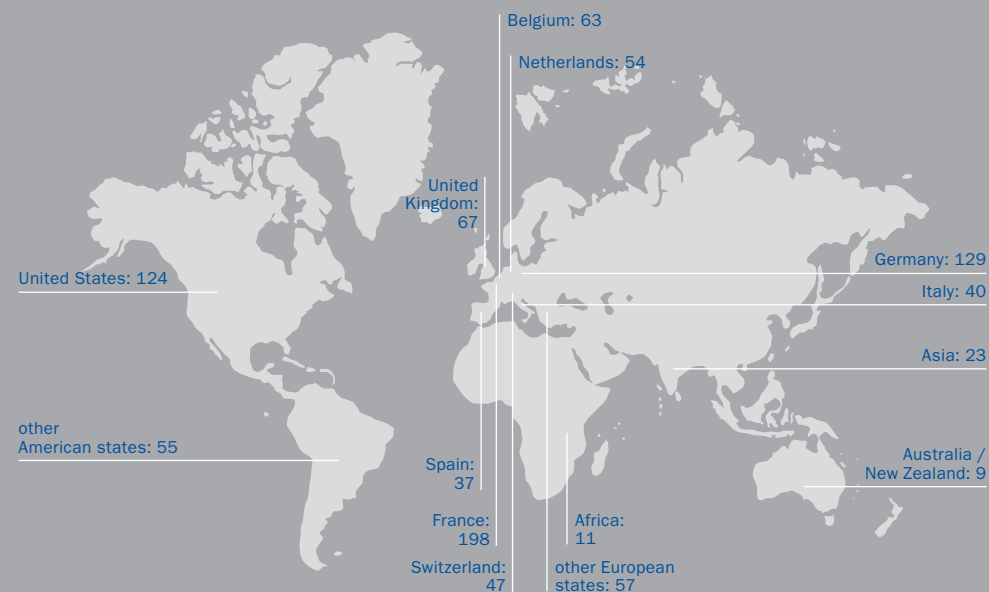 Belgium: 63
Netherlands: 54
United
Kingdom:
67
Germany: 129
United States: 124
Italy: 40
Asia: 23
other
American states: 55
Australia /
New Zealand: 9
Spain:
37
France:
198
Africa:
11
Switzerland:
47
other European
states: 57